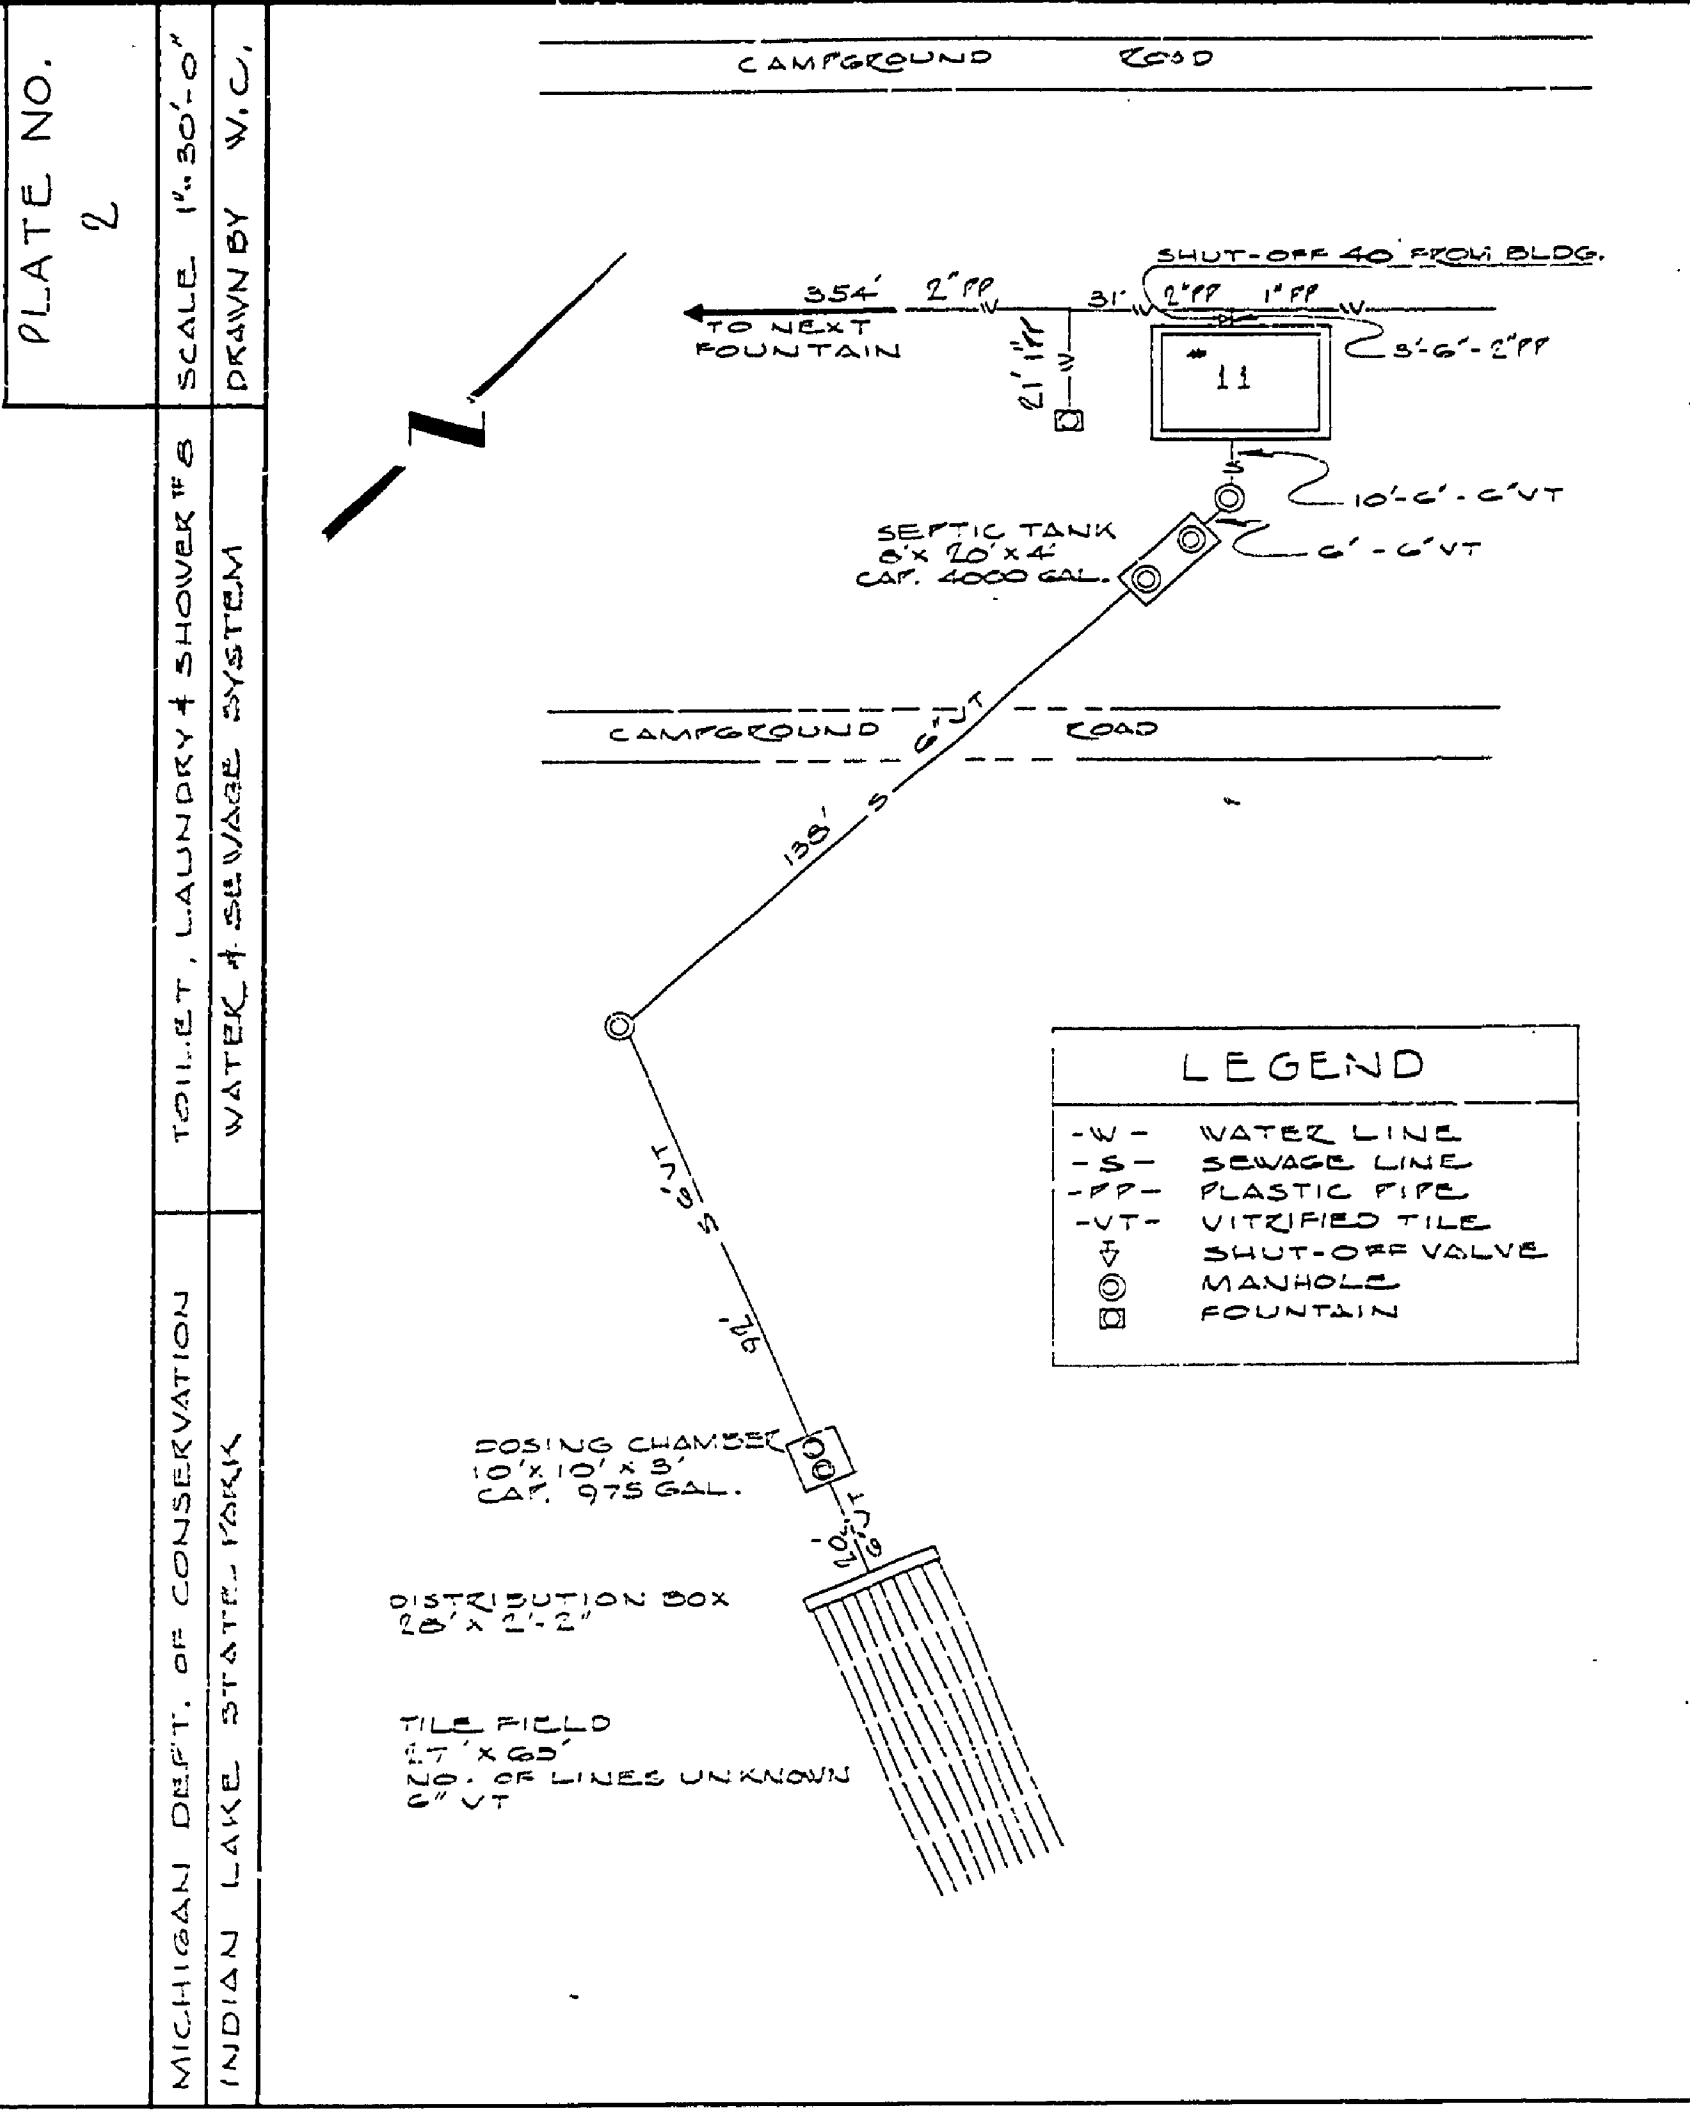 PLATE NO.
2
SCALE 1"=30'-0"
DRAWN BY W.C.
TOILET, LAUNDRY & SHOWER #8
WATER & SEWAGE SYSTEM
MICHIGAN DEPT. OF CONSERVATION
INDIAN LAKE STATE PARK
CAMPGROUND ROAD
SHUT-OFF 40' FROM BLDG.
354' 2" PP W 31' W 2" PP 1" PP W
TO NEXT
FOUNTAIN
21' 1" PP
W
3'-6"-2" PP
#11
S
10'-6"-6" VT
6'-6" VT
SEPTIC TANK
8' X 20' X 4'
CAP. 4000 GAL.
CAMPGROUND ROAD
6" VT
S
138'
6" VT
S
92'
DOSING CHAMBER
10' X 10' X 3'
CAP. 975 GAL.
20'
6" VT
DISTRIBUTION BOX
28' X 2'-2"
TILE FIELD
NO. OF LINES UNKNOWN
6" VT
LEGEND
-W- WATER LINE
-S- SEWAGE LINE
-PP- PLASTIC PIPE
-VT- VITRIFIED TILE
SHUT-OFF VALVE
MANHOLE
FOUNTAIN
N